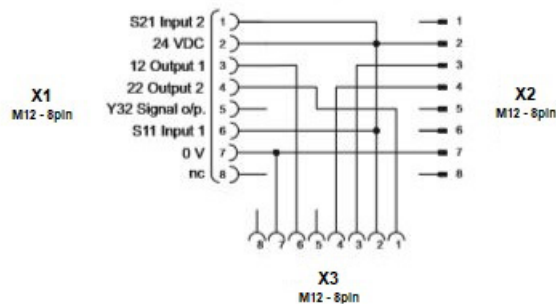 S21 Input 2 1
24 VDC 2
12 Output 1 3
22 Output 2 4
Y32 Signal o/p. 5
S11 Input 1 6
0 V 7
nc 8
X1
M12 - 8pin
1
2
3
4
5
6
7
8
X2
M12 - 8pin
8 7 6 5 4 3 2 1
X3
M12 - 8pin